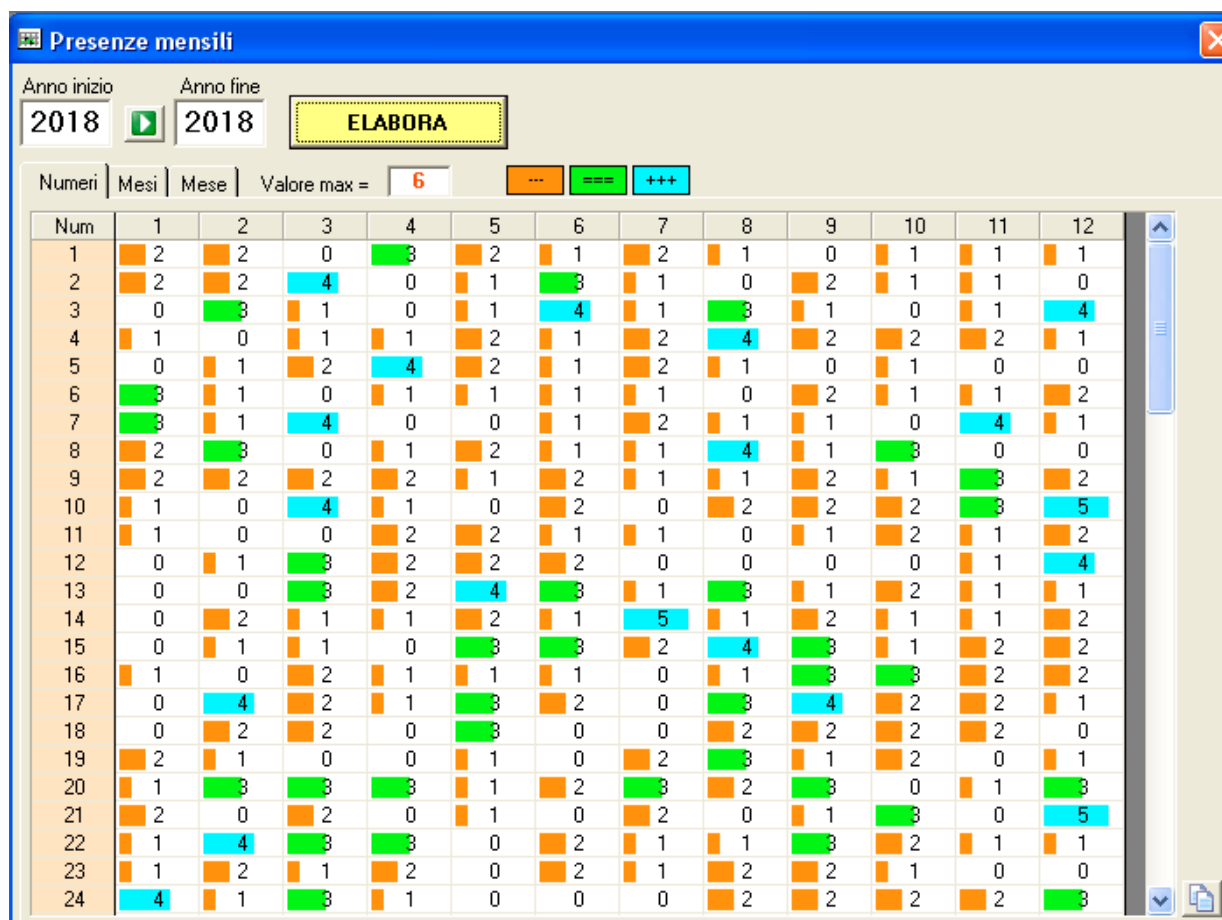 Presenze mensili
Anno inizio Anno fine
2018 2018 ELABORA
Numeri Mesi Mese Valore max = 6 --- === +++
Num 1 2 3 4 5 6 7 8 9 10 11 12
1 2 2 0 3 2 1 2 1 0 1 1 1
2 2 2 4 0 1 3 1 0 2 1 1 0
3 0 3 1 0 1 4 1 3 1 0 1 4
4 1 0 1 1 2 1 2 4 2 2 2 1
5 0 1 2 4 2 1 2 1 0 1 0 0
6 3 1 0 1 1 1 1 0 2 1 1 2
7 3 1 4 0 0 1 2 1 1 0 4 1
8 2 3 0 1 2 1 1 4 1 3 0 0
9 2 2 2 2 1 2 1 1 2 1 3 2
10 1 0 4 1 0 2 0 2 2 2 3 5
11 1 0 0 2 2 1 1 0 1 2 1 2
12 0 1 3 2 2 2 0 0 0 0 1 4
13 0 0 3 2 4 3 1 3 1 2 1 1
14 0 2 1 1 2 1 5 1 2 1 1 2
15 0 1 1 0 3 3 2 4 3 1 2 2
16 1 0 2 1 1 1 0 1 3 3 2 2
17 0 4 2 1 3 2 0 3 4 2 2 1
18 0 2 2 0 3 0 0 2 2 2 2 0
19 2 1 0 0 1 0 2 3 1 2 0 1
20 1 3 3 3 1 2 3 2 3 0 1 3
21 2 0 2 0 1 0 2 0 1 3 0 5
22 1 4 3 3 0 2 1 1 3 2 1 1
23 1 2 1 2 0 2 1 2 2 1 0 0
24 4 1 3 1 0 0 0 2 2 2 2 3